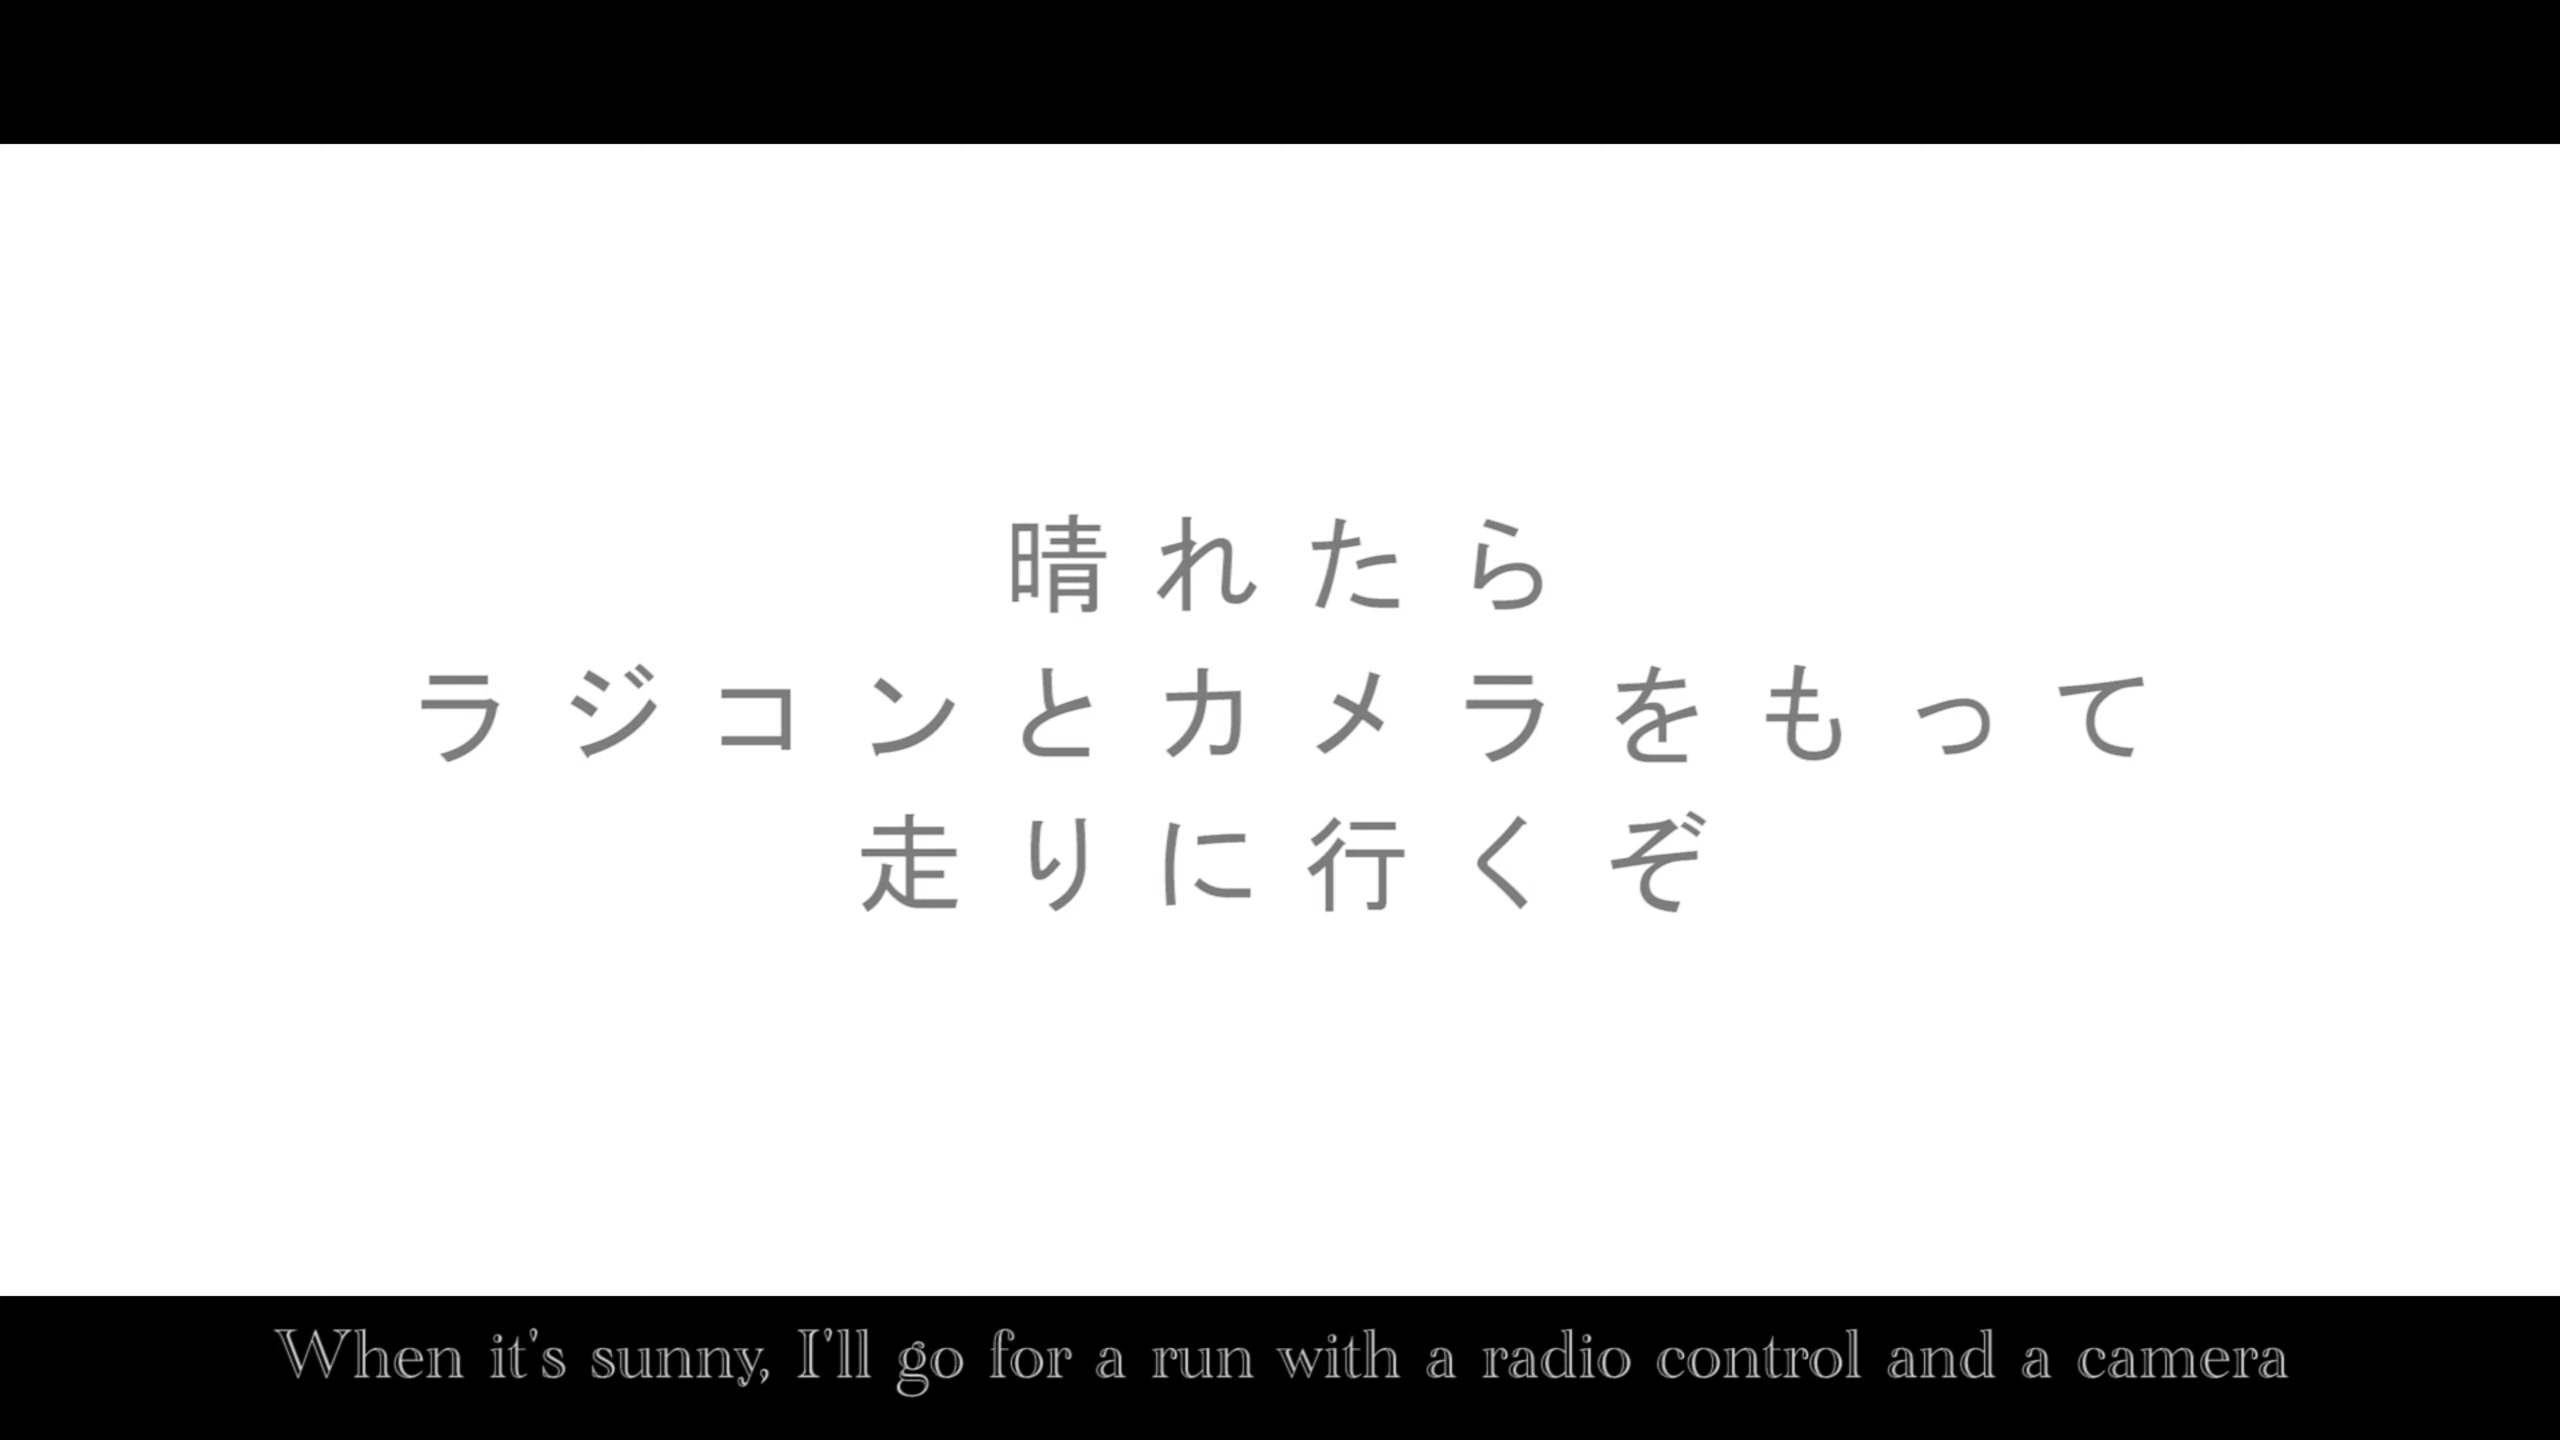 晴れたら
ラジコンとカメラをもって
走りに行くぞ
When it's sunny, I'll go for a run with a radio control and a camera